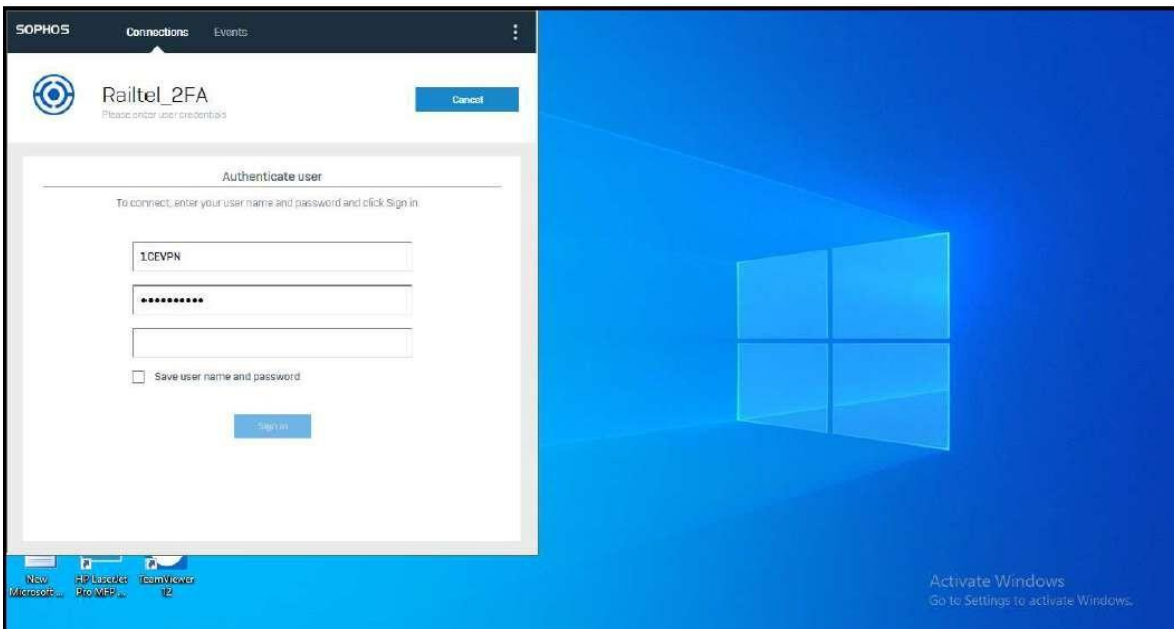 SOPHOS Connections Events
Railtel_2FA
Cancel
Please enter user credentials
Authenticate user
To connect, enter your user name and password and click Sign in
1CEVPN
••••••••••
Save user name and password
Sign in
New HP LaserJet TeamViewer
Microsoft ... Pro MFP ... 12
Activate Windows
Go to Settings to activate Windows.